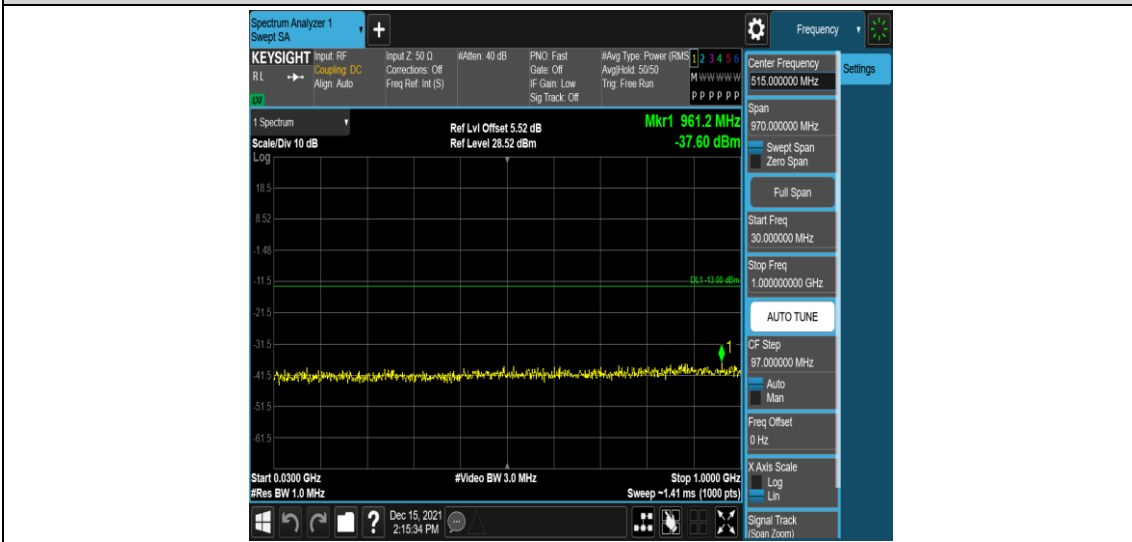 Spectrum Analyzer 1
Swept SA
+
Frequency
KEYSIGHT
RL
LXI
Input: RF
Coupling: DC
Align: Auto
Input Z: 50 Ω
Corrections: Off
Freq Ref: Int (S)
#Atten: 40 dB
PNO: Fast
Gate: Off
IF Gain: Low
Sig Track: Off
#Avg Type: Power (RMS
Avg|Hold: 50/50
Trig: Free Run
1 2 3 4 5 6
M W W W W W
P P P P P P
Center Frequency
515.000000 MHz
Settings
Span
970.000000 MHz
Swept Span
Zero Span
Full Span
Start Freq
30.000000 MHz
Stop Freq
1.000000000 GHz
AUTO TUNE
CF Step
97.000000 MHz
Auto
Man
Freq Offset
0 Hz
X Axis Scale
Log
Lin
Signal Track
(Span Zoom)
1 Spectrum
Scale/Div 10 dB
Log
Ref Lvl Offset 5.52 dB
Ref Level 28.52 dBm
Mkr1 961.2 MHz
-37.60 dBm
18.5
8.52
-1.48
-11.5
DL1 -13.00 dBm
-21.5
-31.5
1
-41.5
-51.5
-61.5
Start 0.0300 GHz
#Res BW 1.0 MHz
#Video BW 3.0 MHz
Stop 1.0000 GHz
Sweep ~1.41 ms (1000 pts)
?
Dec 15, 2021
2:15:34 PM